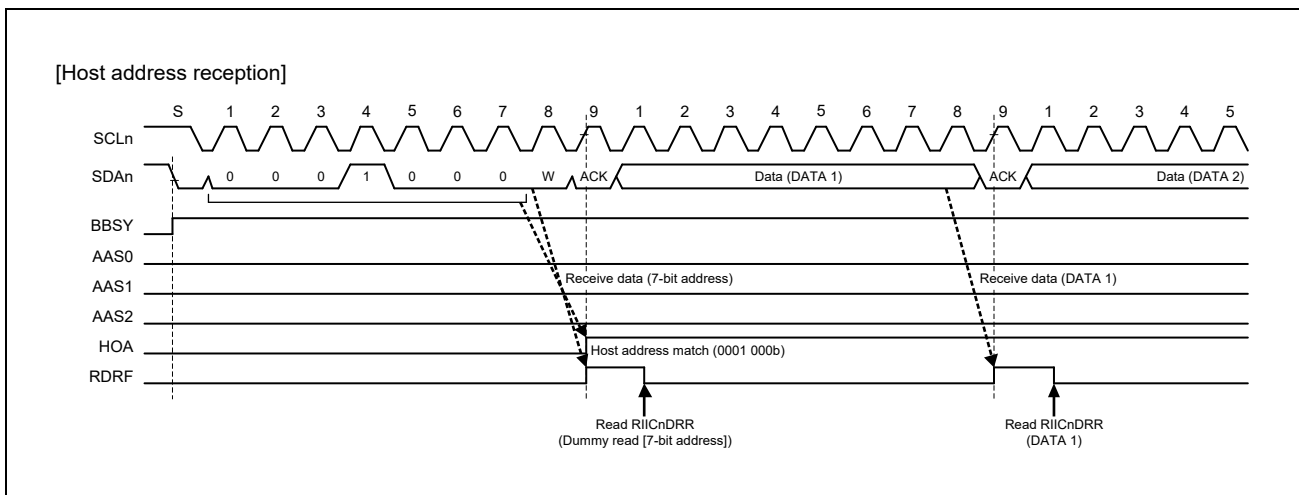 [Host address reception]
S 1 2 3 4 5 6 7 8 9 1 2 3 4 5 6 7 8 9 1 2 3 4 5
SCLn
SDAn 0 0 0 1 0 0 0 W ACK Data (DATA 1) ACK Data (DATA 2)
BBSY
AAS0
Receive data (7-bit address) Receive data (DATA 1)
AAS1
AAS2
HOA Host address match (0001 000b)
RDRF
Read RIICnDRR Read RIICnDRR
(Dummy read [7-bit address]) (DATA 1)